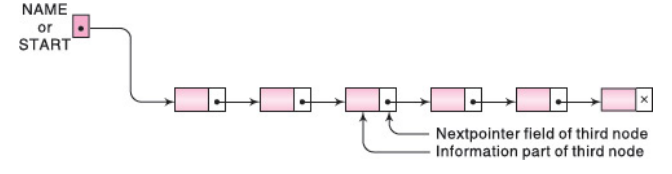 NAME
or
START
×
Nextpointer field of third node
Information part of third node